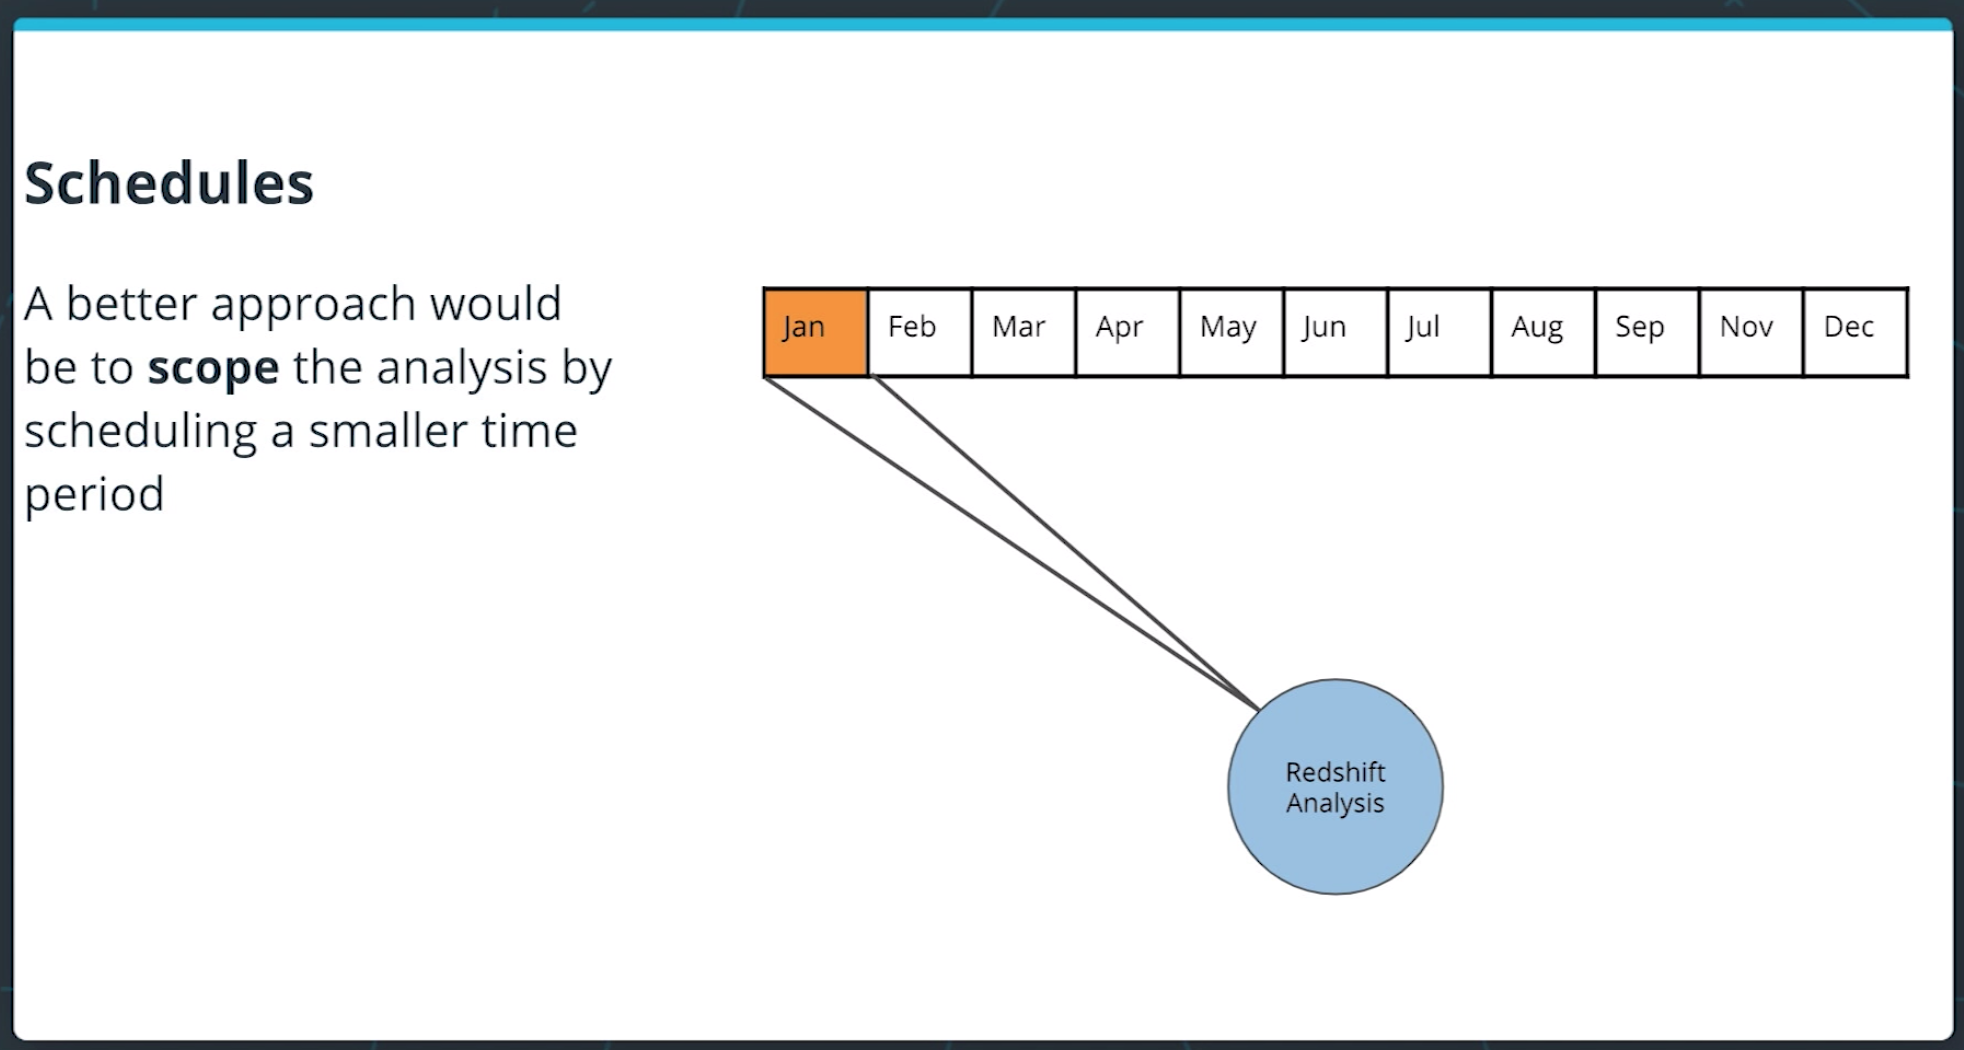 Schedules
A better approach would
be to scope the analysis by
scheduling a smaller time
period
Jan Feb Mar Apr May Jun Jul Aug Sep Nov Dec
Redshift
Analysis